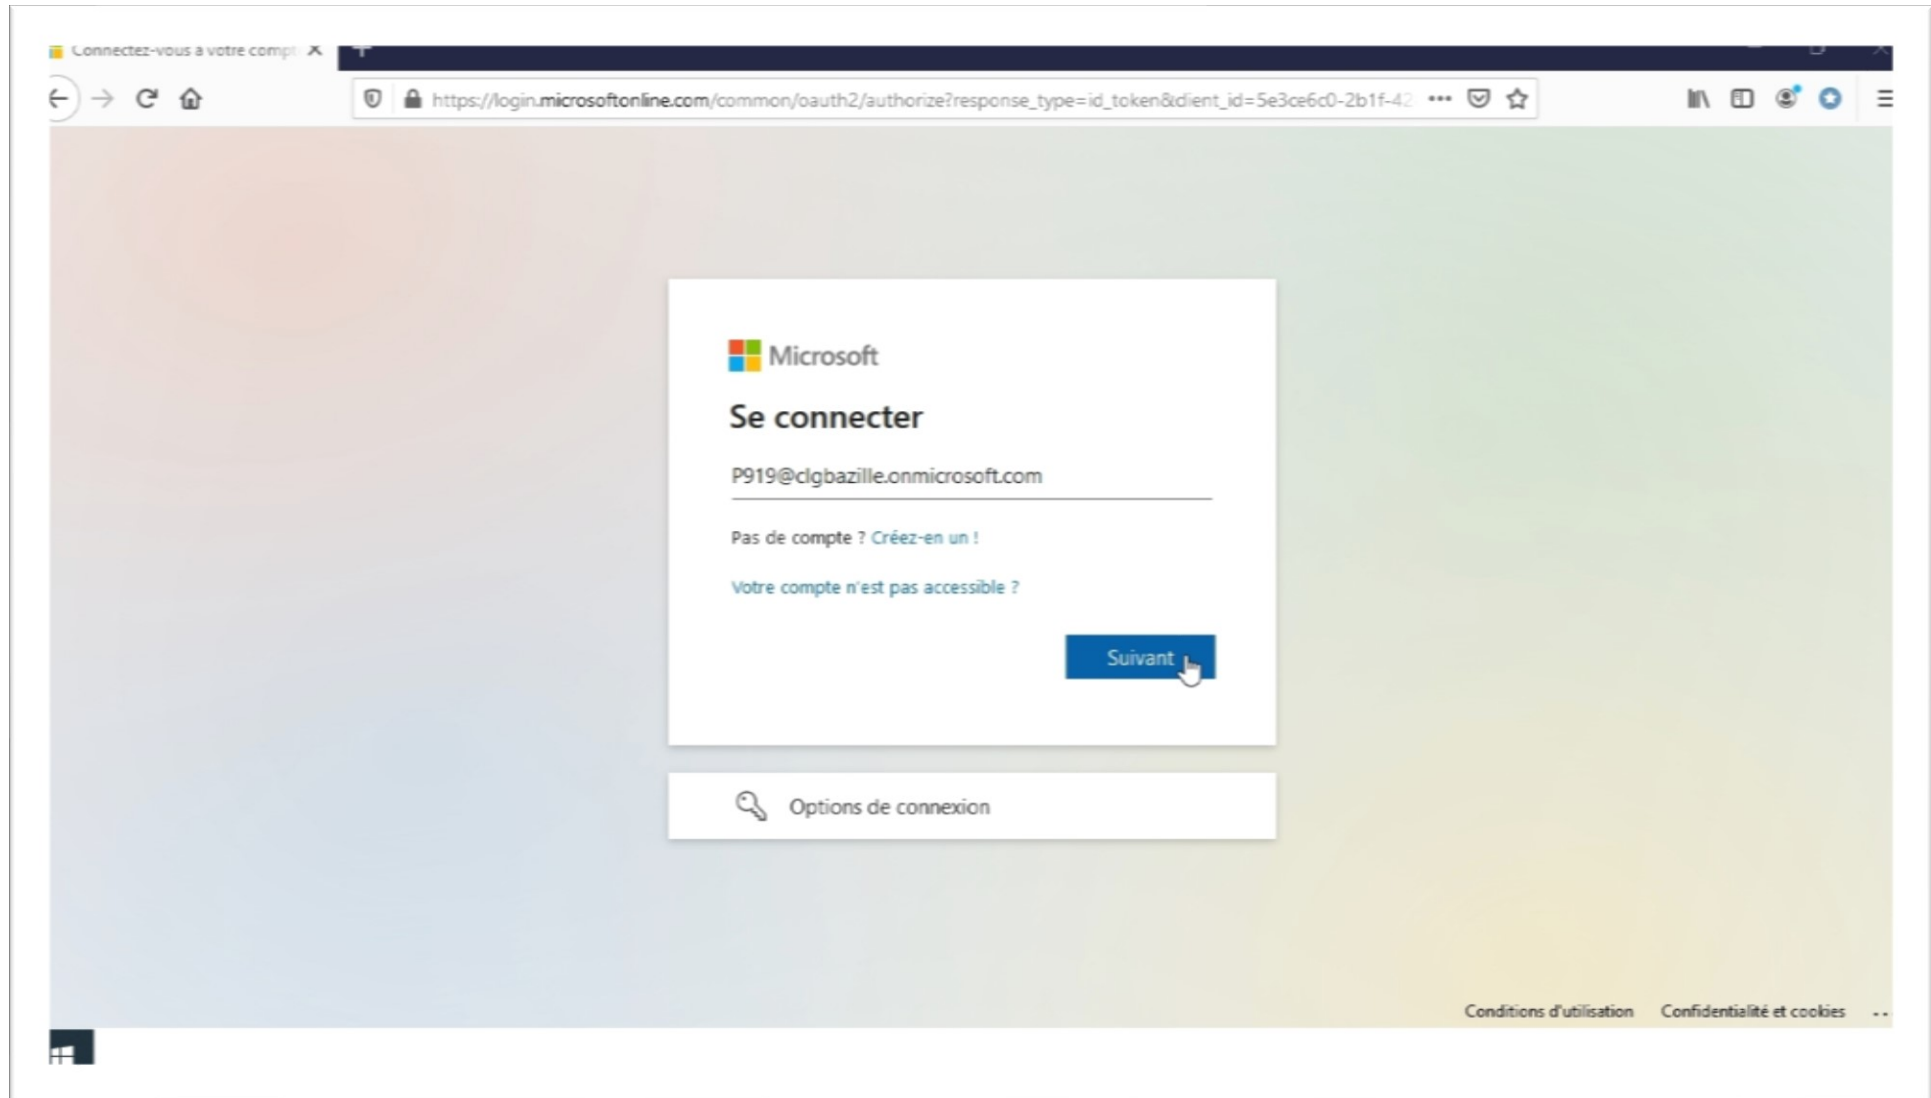 Connectez-vous à votre compt
https://login.microsoftonline.com/common/oauth2/authorize?response_type=id_token&client_id=5e3ce6c0-2b1f-42
Microsoft
Se connecter
P919@clgbazille.onmicrosoft.com
Pas de compte ? Créez-en un !
Votre compte n'est pas accessible ?
Suivant
Options de connexion
Conditions d'utilisation Confidentialité et cookies